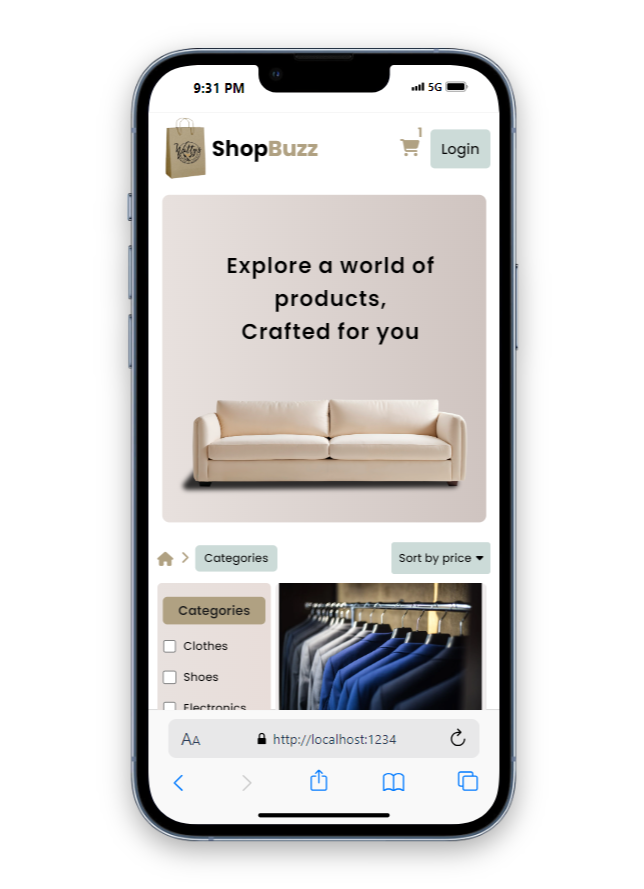 9:31 PM
5G
ShopBuzz
1
Login
Explore a world of
products,
Crafted for you
Categories
Sort by price
Categories
Clothes
Shoes
Electronics
AA
http://localhost:1234